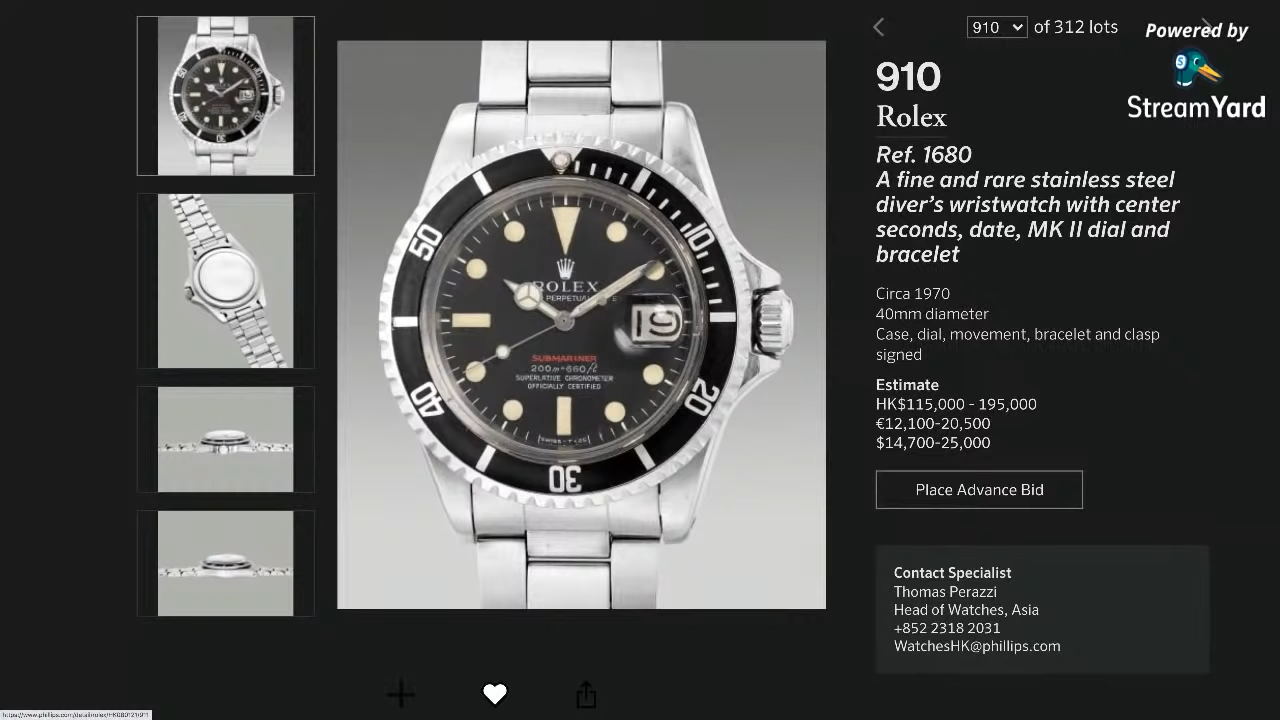 910 of 312 lots
Powered by
StreamYard
910
Rolex
Ref. 1680
A fine and rare stainless steel
diver's wristwatch with center
seconds, date, MK II dial and
bracelet
Circa 1970
40mm diameter
Case, dial, movement, bracelet and clasp
signed
Estimate
HK$115,000 - 195,000
€12,100-20,500
$14,700-25,000
Place Advance Bid
Contact Specialist
Thomas Perazzi
Head of Watches, Asia
+852 2318 2031
WatchesHK@phillips.com
10
20
30
40
50
ROLEX
PERPETUAL
SUBMARINER
200m=660ft
SUPERLATIVE CHRONOMETER
OFFICIALLY CERTIFIED